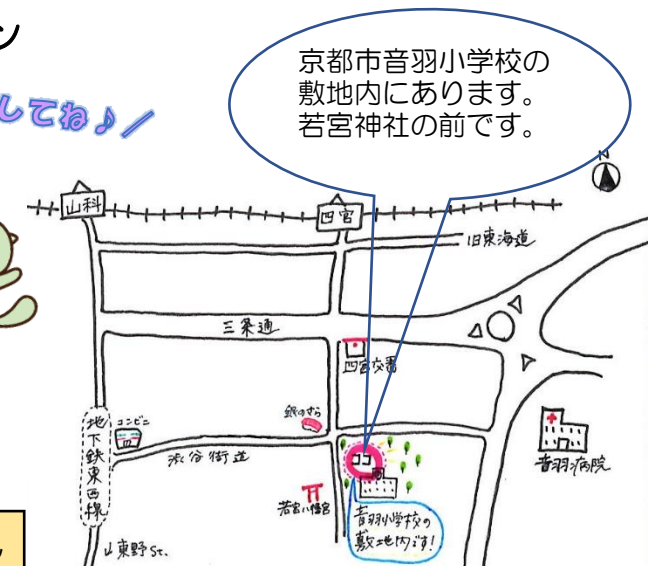 ン
してね♪／
京都市音羽小学校の
敷地内にあります。
若宮神社の前です。
N
山科
四宮
旧東海道
三条通
四宮交番
銀のすら
コンビニ
地下鉄東西線
渋谷街道
音羽病院
若宮八幡宮
音羽小学校の
敷地内です!
東野St.